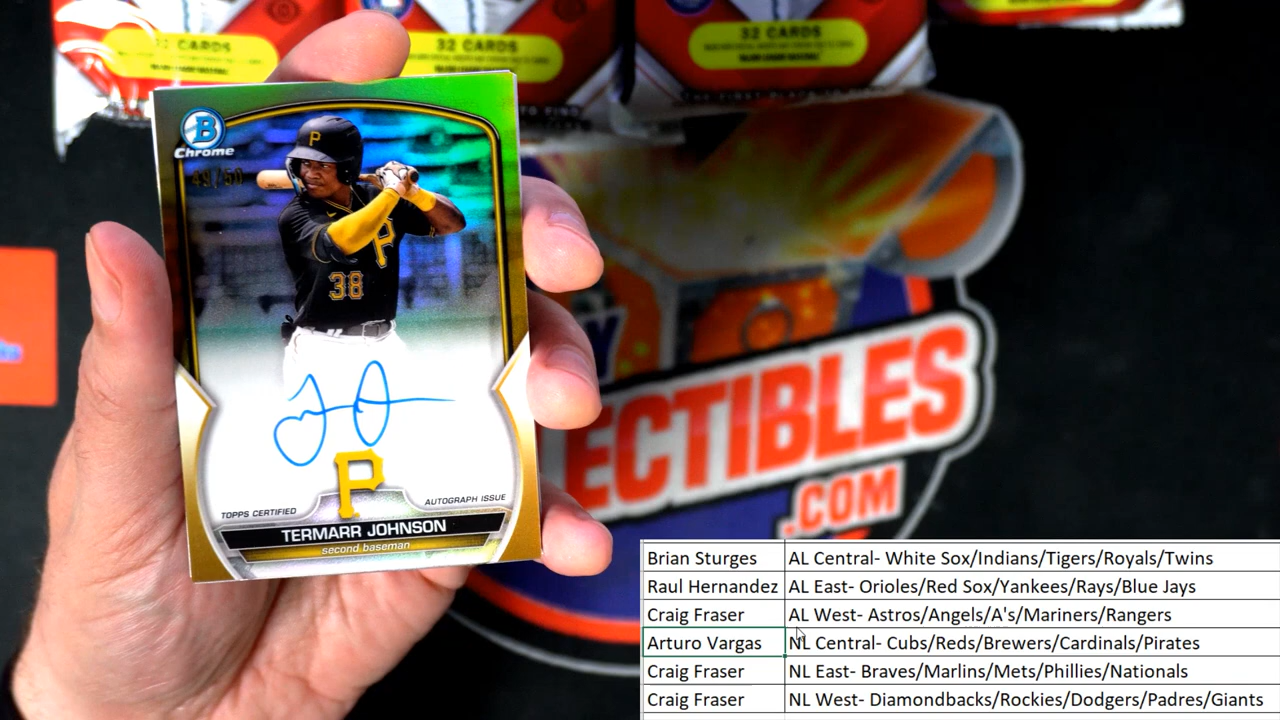 32 CARDS
32 CARDS
32 CARDS
B
Chrome
49/50
P
P
38
P
TOPPS CERTIFIED
AUTOGRAPH ISSUE
TERMARR JOHNSON
second baseman
ECTIBLES
.COM
Brian Sturges AL Central- White Sox/Indians/Tigers/Royals/Twins
Raul Hernandez AL East- Orioles/Red Sox/Yankees/Rays/Blue Jays
Craig Fraser AL West- Astros/Angels/A's/Mariners/Rangers
Arturo Vargas NL Central- Cubs/Reds/Brewers/Cardinals/Pirates
Craig Fraser NL East- Braves/Marlins/Mets/Phillies/Nationals
Craig Fraser NL West- Diamondbacks/Rockies/Dodgers/Padres/Giants